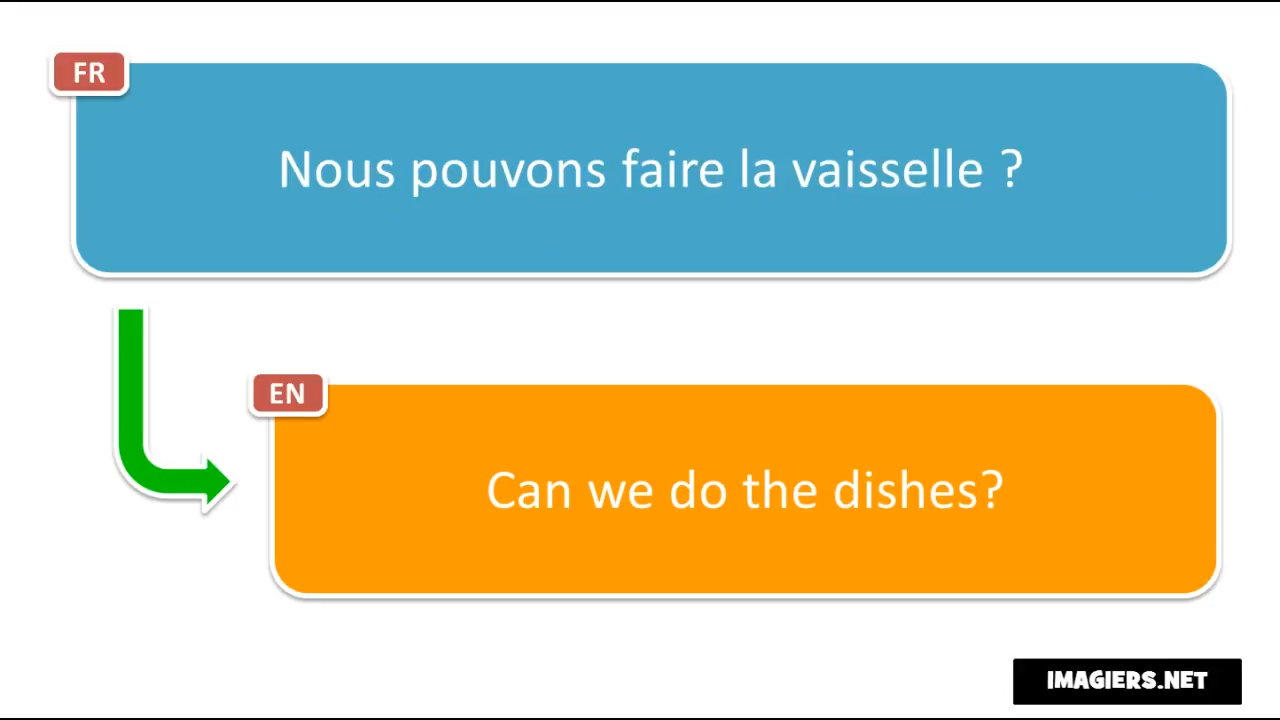 FR
Nous pouvons faire la vaisselle ?
EN
Can we do the dishes?
IMAGIERS.NET